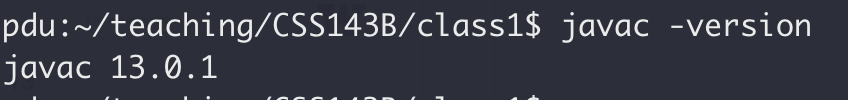 pdu:~/teaching/CSS143B/class1$ javac -version
javac 13.0.1